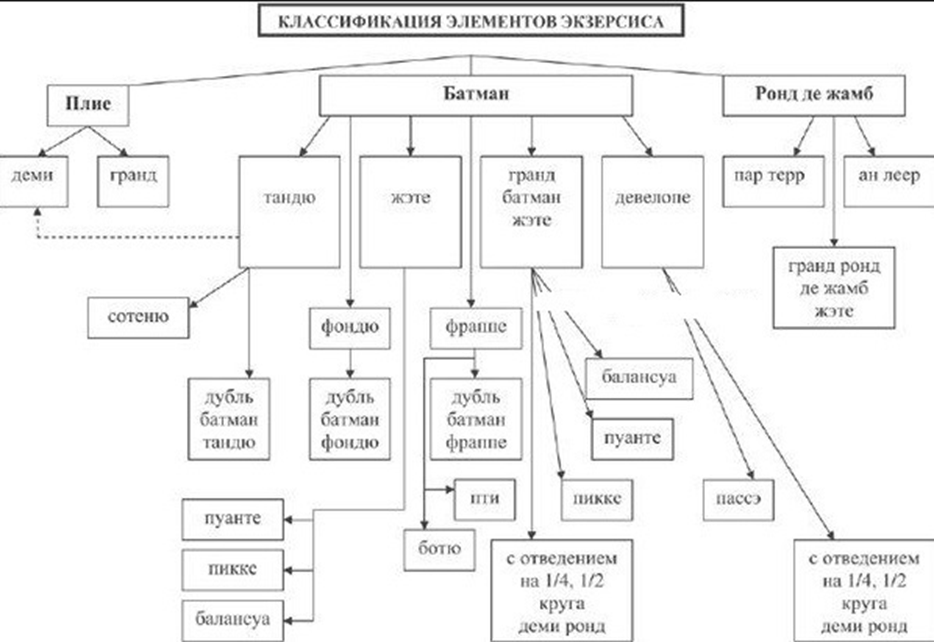 КЛАССИФИКАЦИЯ ЭЛЕМЕНТОВ ЭКЗЕРСИСА
Плие
Батман
Ронд де жамб
деми
гранд
тандю
жэте
гранд
батман
жэте
девелопе
пар терр
ан леер
гранд ронд
де жамб
жэте
сотеню
фондю
фраппе
балансуа
дубль
батман
тандю
дубль
батман
фондю
дубль
батман
фраппе
пуанте
пти
пикке
пассэ
пуанте
ботю
пикке
балансуа
с отведением
на 1/4, 1/2
круга
деми ронд
с отведением
на 1/4, 1/2
круга
деми ронд